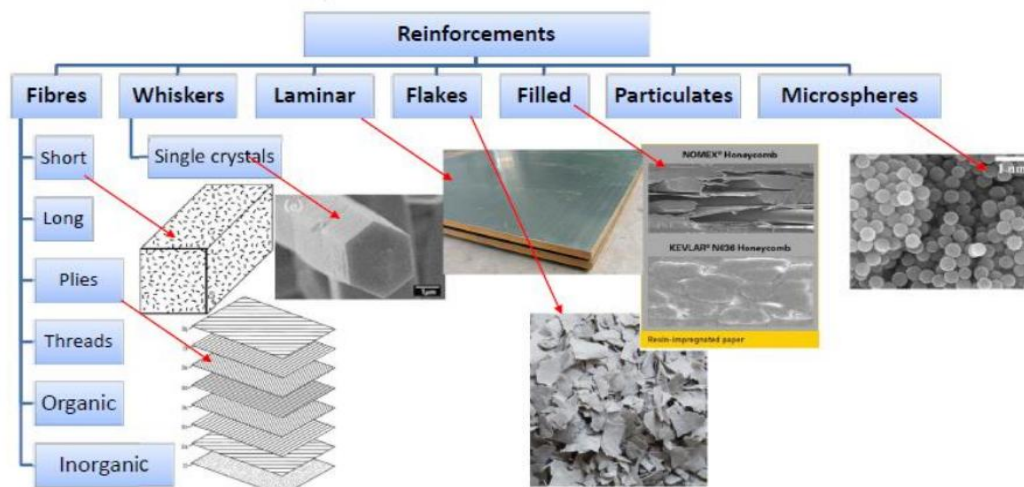 Reinforcements
Fibres
Whiskers
Laminar
Flakes
Filled
Particulates
Microspheres
Short
Single crystals
Long
Plies
Threads
Organic
Inorganic
(c)
1μm
NOMEX® Honeycomb
KEVLAR® N636 Honeycomb
Resin-impregnated paper